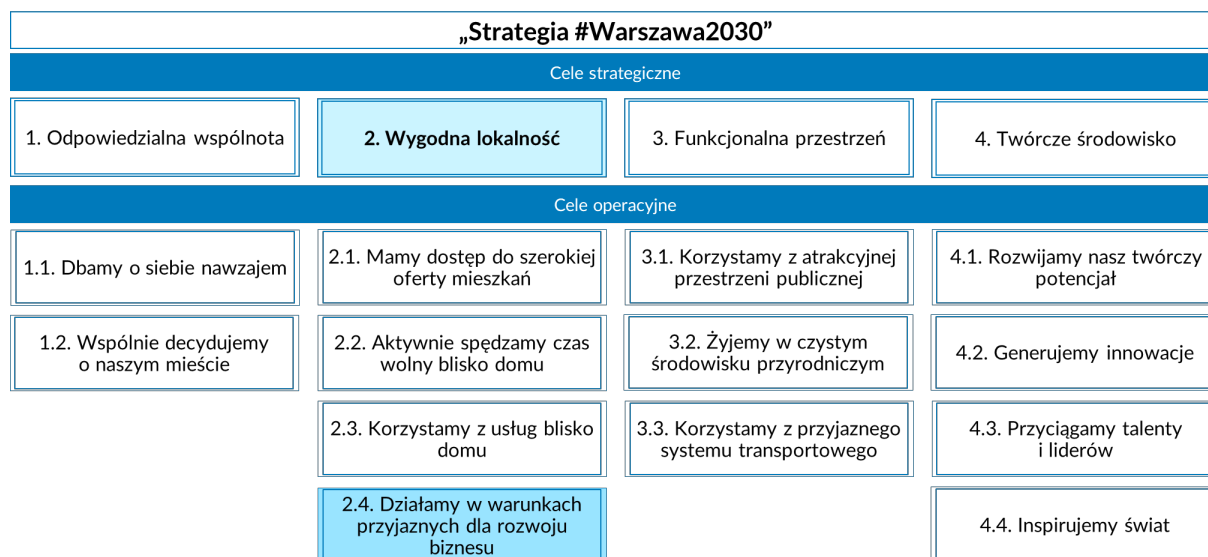 „Strategia #Warszawa2030”
Cele strategiczne
1. Odpowiedzialna wspólnota
2. Wygodna lokalność
3. Funkcjonalna przestrzeń
4. Twórcze środowisko
Cele operacyjne
1.1. Dbamy o siebie nawzajem
2.1. Mamy dostęp do szerokiej
oferty mieszkań
3.1. Korzystamy z atrakcyjnej
przestrzeni publicznej
4.1. Rozwijamy nasz twórczy
potencjał
1.2. Wspólnie decydujemy
o naszym mieście
2.2. Aktywnie spędzamy czas
wolny blisko domu
3.2. Żyjemy w czystym
środowisku przyrodniczym
4.2. Generujemy innowacje
2.3. Korzystamy z usług blisko
domu
3.3. Korzystamy z przyjaznego
systemu transportowego
4.3. Przyciągamy talenty
i liderów
2.4. Działamy w warunkach
przyjaznych dla rozwoju
biznesu
4.4. Inspirujemy świat